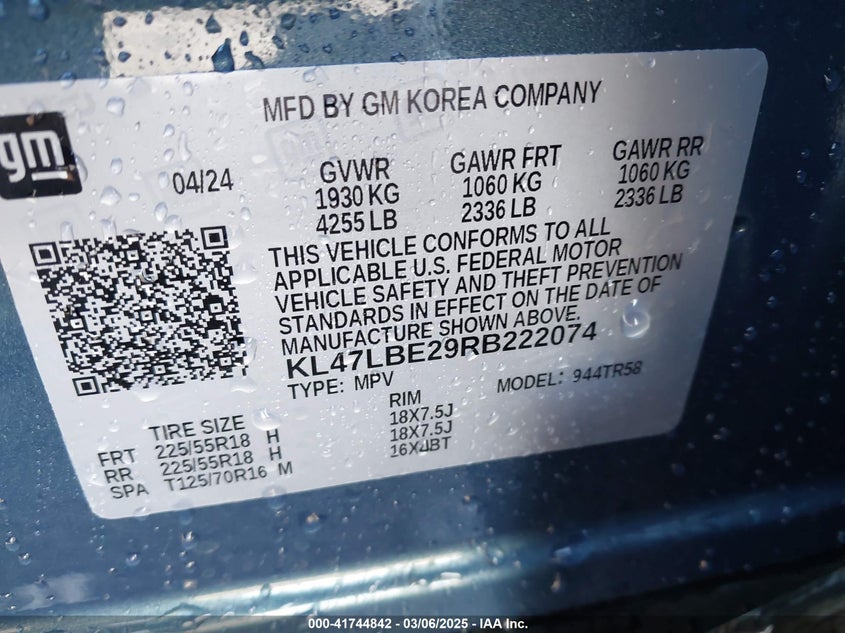 MFD BY GM KOREA COMPANY
gm
04/24
GVWR GAWR FRT GAWR RR
1930 KG 1060 KG 1060 KG
4255 LB 2336 LB 2336 LB
THIS VEHICLE CONFORMS TO ALL
APPLICABLE U.S. FEDERAL MOTOR
VEHICLE SAFETY AND THEFT PREVENTION
STANDARDS IN EFFECT ON THE DATE OF
MANUFACTURE SHOWN ABOVE.
KL47LBE29RB222074
TYPE: MPV MODEL: 944TR58
TIRE SIZE RIM
FRT 225/55R18 H 18X7.5J
RR 225/55R18 H 18X7.5J
SPA T125/70R16 M 16X4BT
000-41744842 - 03/06/2025 - IAA Inc.